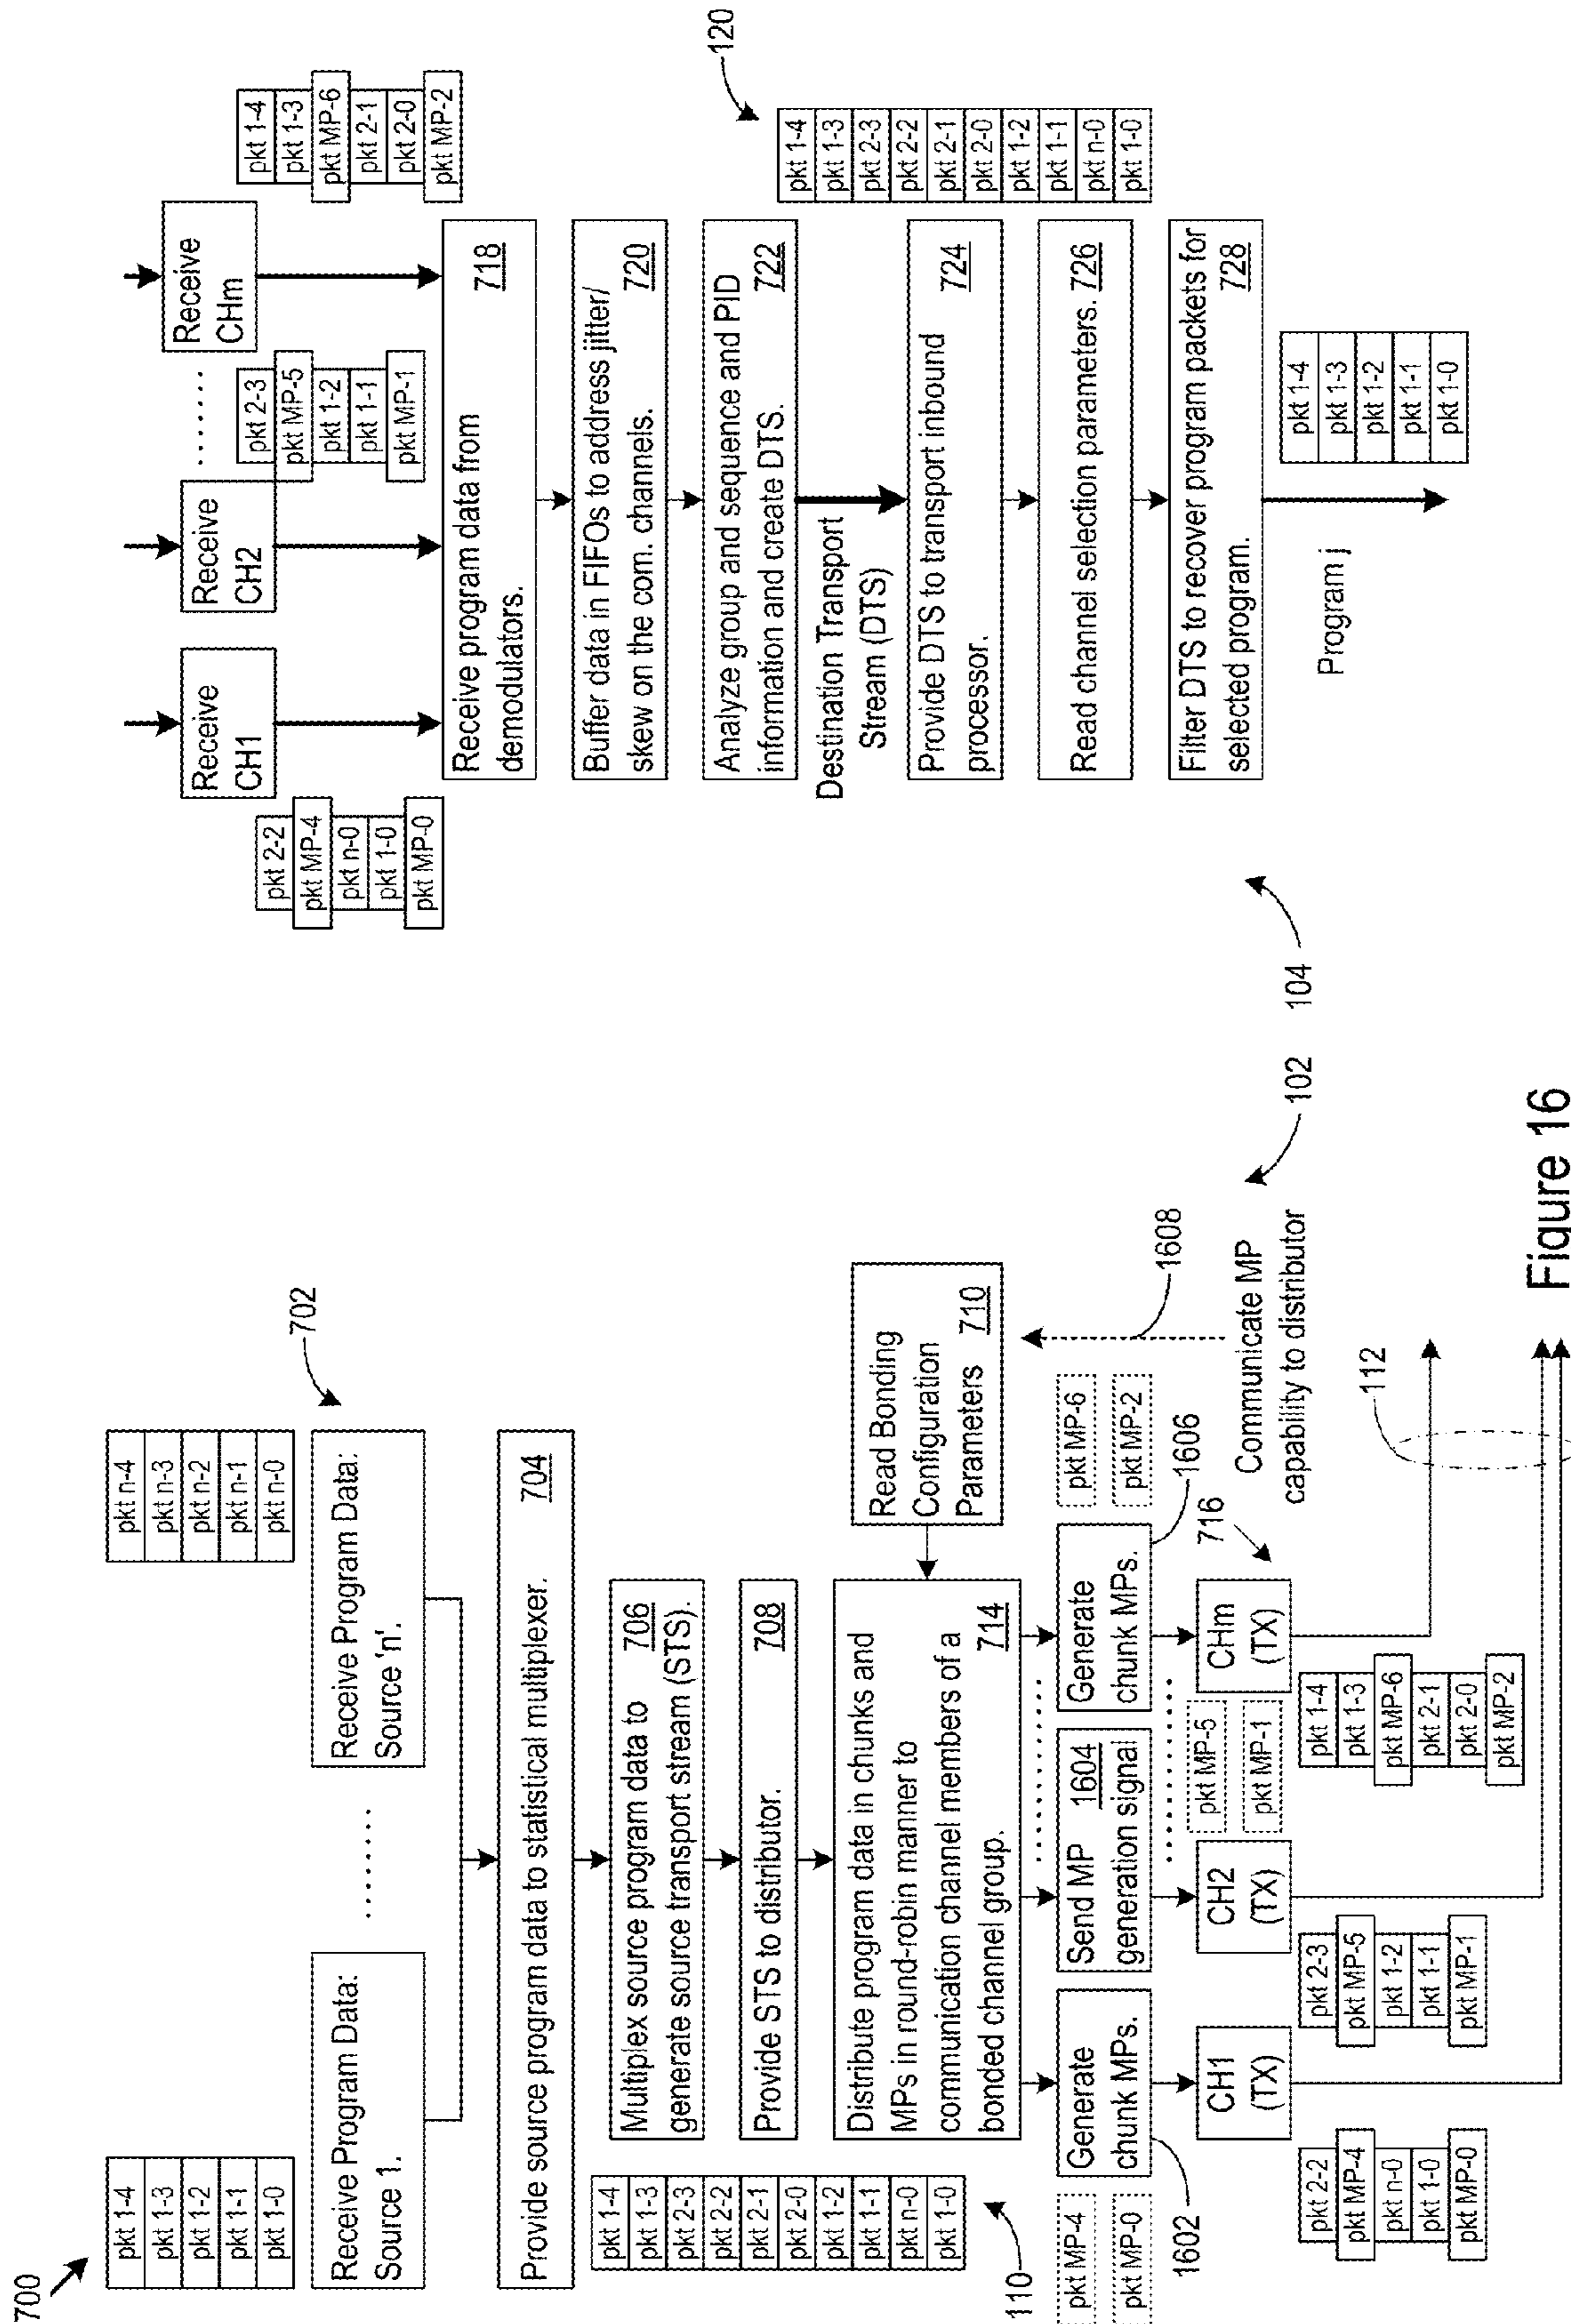 700
pkt 1-4
pkt 1-3
pkt 1-2
pkt 1-1
pkt 1-0
Receive Program Data:
Source 1.
.......
pkt n-4
pkt n-3
pkt n-2
pkt n-1
pkt n-0
Receive Program Data:
Source 'n'.
702
Provide source program data to statistical multiplexer. 704
Multiplex source program data to 706
generate source transport stream (STS).
Provide STS to distributor. 708
pkt 1-4
pkt 1-3
pkt 2-3
pkt 2-2
pkt 2-1
pkt 2-0
pkt 1-2
pkt 1-1
pkt n-0
pkt 1-0
110
Distribute program data in chunks and
MPs in round-robin manner to
communication channel members of a
bonded channel group. 714
Read Bonding
Configuration
Parameters 710
1608
Communicate MP
capability to distributor
102
pkt MP-4
pkt MP-0
1602
Generate
chunk MPs.
Send MP 1604
generation signal
.......
Generate
chunk MPs.
pkt MP-6
pkt MP-2
1606
.......
pkt MP-5
pkt MP-1
716
CH1
(TX)
CH2
(TX)
CHm
(TX)
pkt 2-2
pkt MP-4
pkt n-0
pkt 1-0
pkt MP-0
pkt 2-3
pkt MP-5
pkt 1-2
pkt 1-1
pkt MP-1
pkt 1-4
pkt 1-3
pkt MP-6
pkt 2-1
pkt 2-0
pkt MP-2
112
Figure 16
pkt 2-2
pkt MP-4
pkt n-0
pkt 1-0
pkt MP-0
Receive
CH1
Receive
CH2
.......
pkt 2-3
pkt MP-5
pkt 1-2
pkt 1-1
pkt MP-1
Receive
CHm
pkt 1-4
pkt 1-3
pkt MP-6
pkt 2-1
pkt 2-0
pkt MP-2
Receive program data from
demodulators. 718
Buffer data in FIFOs to address jitter/
skew on the com. channels. 720
Analyze group and sequence and PID
information and create DTS. 722
Destination Transport
Stream (DTS)
120
pkt 1-4
pkt 1-3
pkt 2-3
pkt 2-2
pkt 2-1
pkt 2-0
pkt 1-2
pkt 1-1
pkt n-0
pkt 1-0
Provide DTS to transport inbound
processor. 724
Read channel selection parameters. 726
Filter DTS to recover program packets for
selected program. 728
104
Program j
pkt 1-4
pkt 1-3
pkt 1-2
pkt 1-1
pkt 1-0